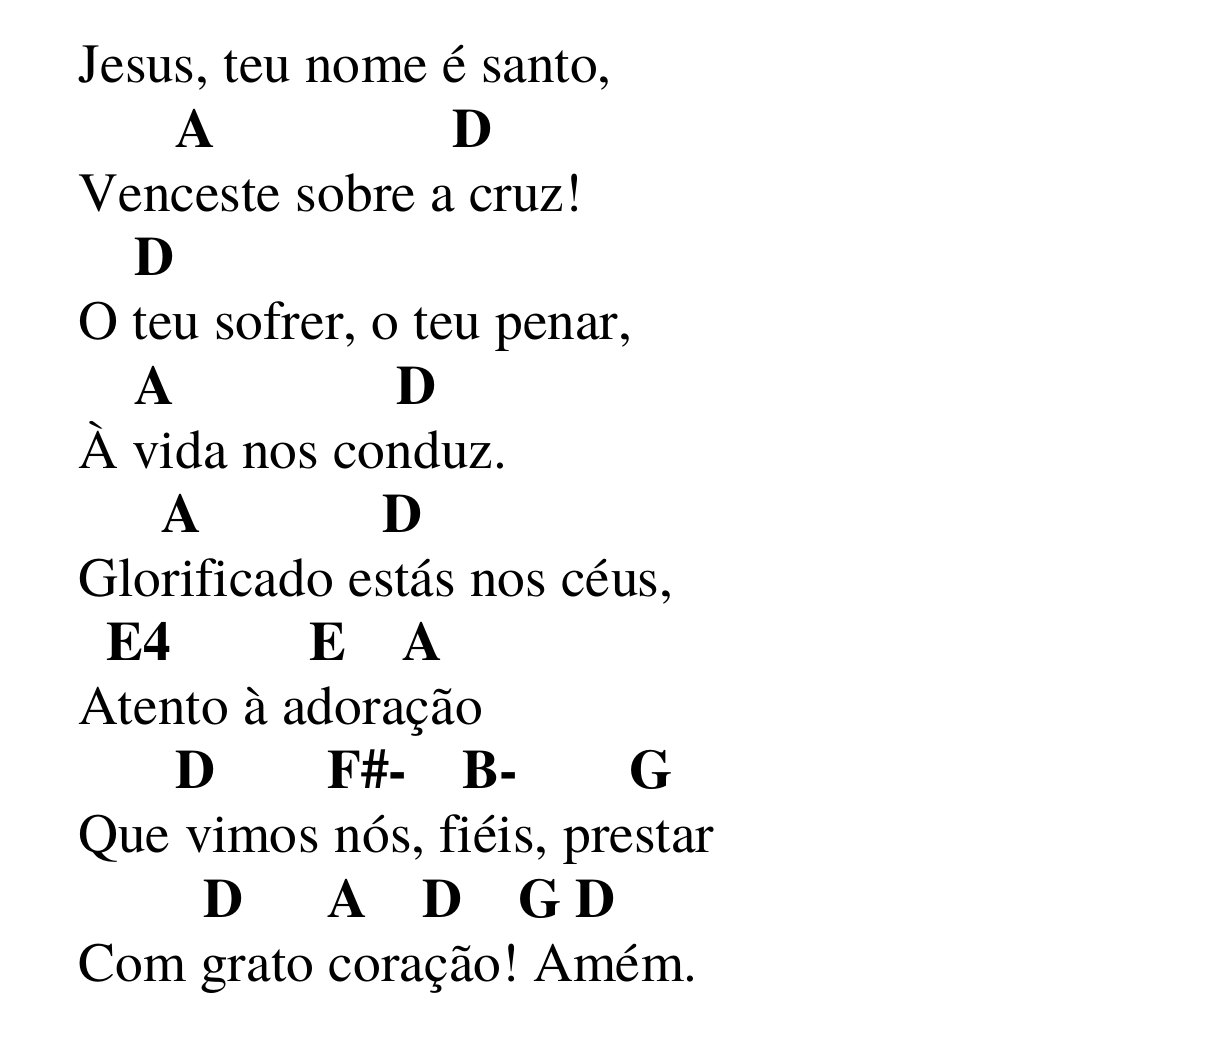 Jesus, teu nome é santo,
A D
Venceste sobre a cruz!
D
O teu sofrer, o teu penar,
A D
À vida nos conduz.
A D
Glorificado estás nos céus,
E4 E A
Atento à adoração
D F#- B- G
Que vimos nós, fiéis, prestar
D A D G D
Com grato coração! Amém.